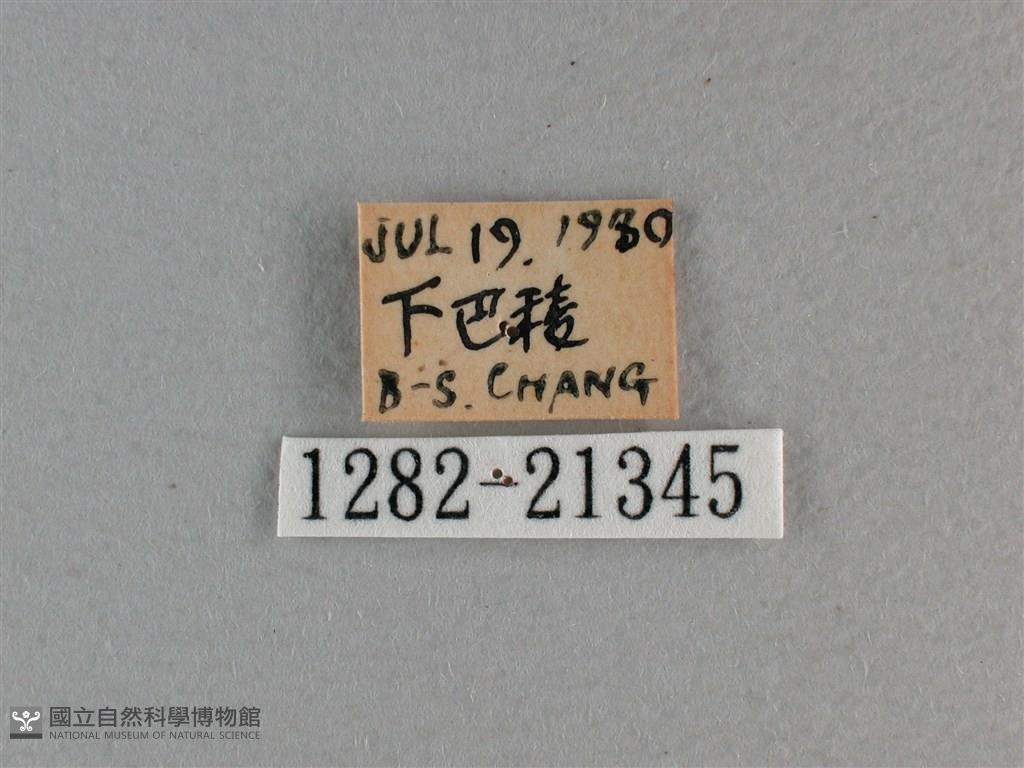 JUL 19. 1980
下巴稜
B-S. CHANG
1282-21345
國立自然科學博物館
NATIONAL MUSEUM OF NATURAL SCIENCE